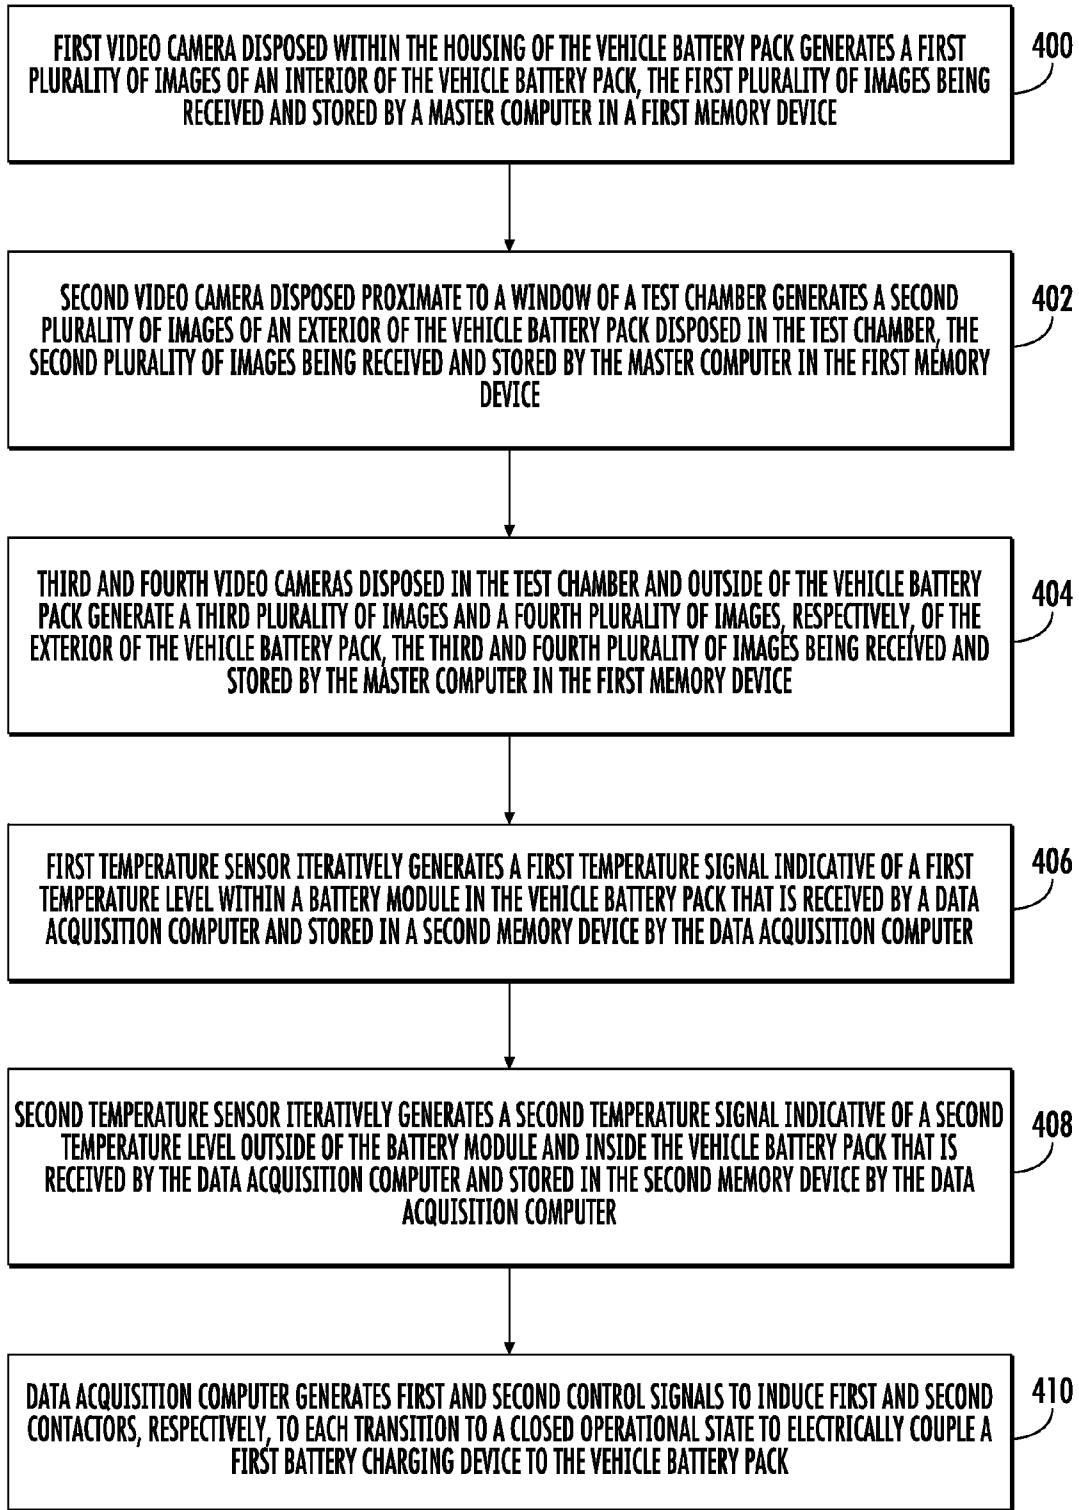 FIRST VIDEO CAMERA DISPOSED WITHIN THE HOUSING OF THE VEHICLE BATTERY PACK GENERATES A FIRST
PLURALITY OF IMAGES OF AN INTERIOR OF THE VEHICLE BATTERY PACK, THE FIRST PLURALITY OF IMAGES BEING
RECEIVED AND STORED BY A MASTER COMPUTER IN A FIRST MEMORY DEVICE
400
SECOND VIDEO CAMERA DISPOSED PROXIMATE TO A WINDOW OF A TEST CHAMBER GENERATES A SECOND
PLURALITY OF IMAGES OF AN EXTERIOR OF THE VEHICLE BATTERY PACK DISPOSED IN THE TEST CHAMBER, THE
SECOND PLURALITY OF IMAGES BEING RECEIVED AND STORED BY THE MASTER COMPUTER IN THE FIRST MEMORY
DEVICE
402
THIRD AND FOURTH VIDEO CAMERAS DISPOSED IN THE TEST CHAMBER AND OUTSIDE OF THE VEHICLE BATTERY
PACK GENERATE A THIRD PLURALITY OF IMAGES AND A FOURTH PLURALITY OF IMAGES, RESPECTIVELY, OF THE
EXTERIOR OF THE VEHICLE BATTERY PACK, THE THIRD AND FOURTH PLURALITY OF IMAGES BEING RECEIVED AND
STORED BY THE MASTER COMPUTER IN THE FIRST MEMORY DEVICE
404
FIRST TEMPERATURE SENSOR ITERATIVELY GENERATES A FIRST TEMPERATURE SIGNAL INDICATIVE OF A FIRST
TEMPERATURE LEVEL WITHIN A BATTERY MODULE IN THE VEHICLE BATTERY PACK THAT IS RECEIVED BY A DATA
ACQUISITION COMPUTER AND STORED IN A SECOND MEMORY DEVICE BY THE DATA ACQUISITION COMPUTER
406
SECOND TEMPERATURE SENSOR ITERATIVELY GENERATES A SECOND TEMPERATURE SIGNAL INDICATIVE OF A SECOND
TEMPERATURE LEVEL OUTSIDE OF THE BATTERY MODULE AND INSIDE THE VEHICLE BATTERY PACK THAT IS
RECEIVED BY THE DATA ACQUISITION COMPUTER AND STORED IN THE SECOND MEMORY DEVICE BY THE DATA
ACQUISITION COMPUTER
408
DATA ACQUISITION COMPUTER GENERATES FIRST AND SECOND CONTROL SIGNALS TO INDUCE FIRST AND SECOND
CONTACTORS, RESPECTIVELY, TO EACH TRANSITION TO A CLOSED OPERATIONAL STATE TO ELECTRICALLY COUPLE A
FIRST BATTERY CHARGING DEVICE TO THE VEHICLE BATTERY PACK
410